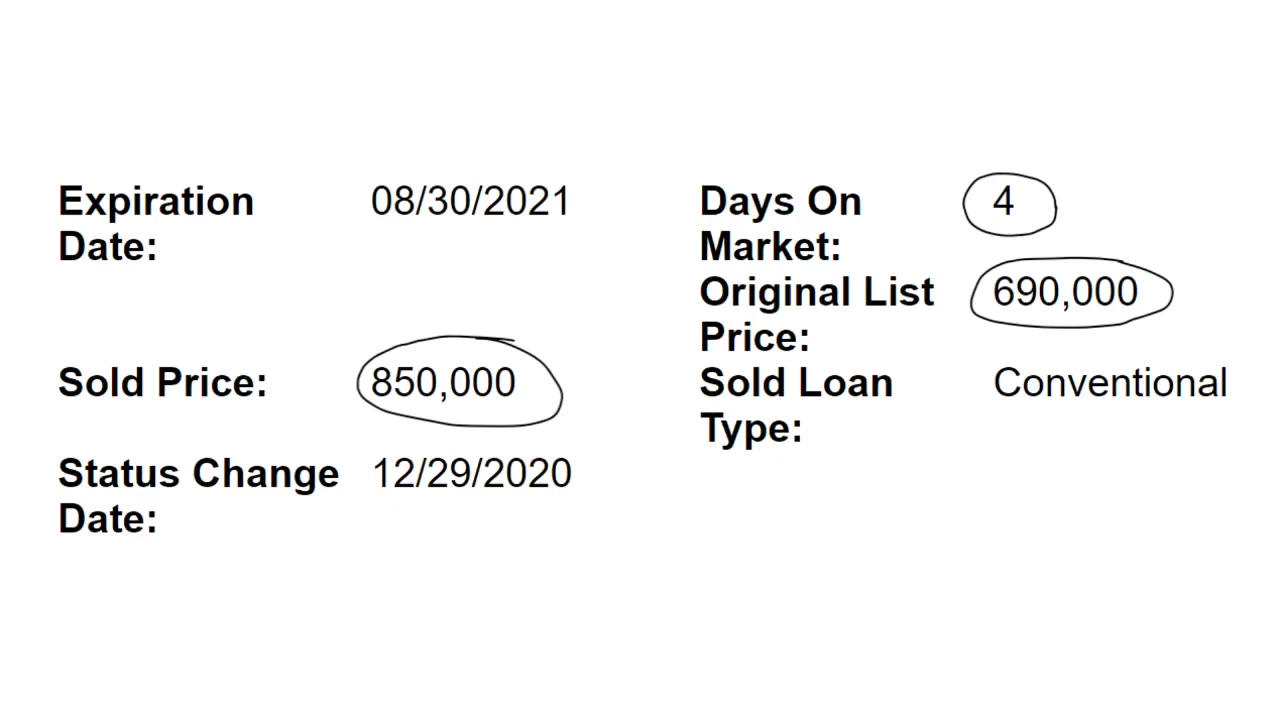 Expiration Date: 08/30/2021
Sold Price: 850,000
Status Change Date: 12/29/2020
Days On Market: 4
Original List Price: 690,000
Sold Loan Type: Conventional